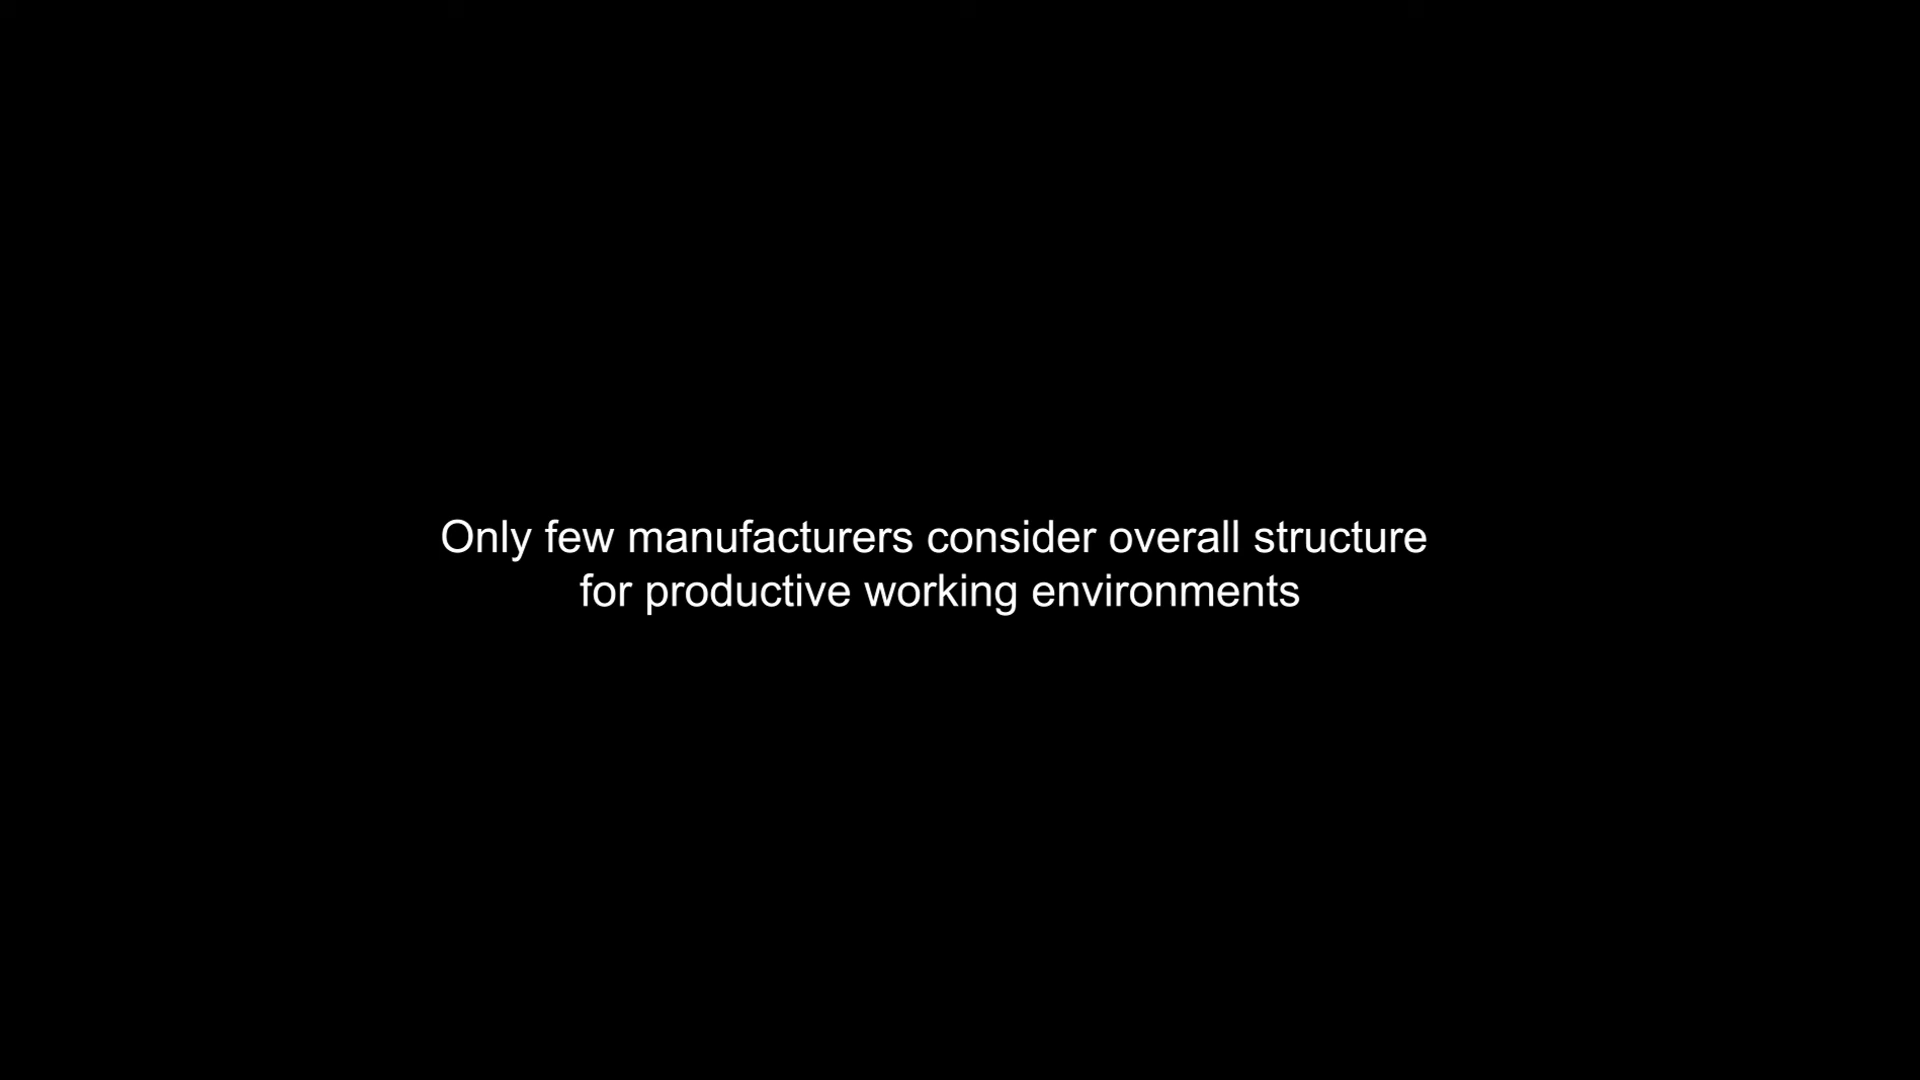 Only few manufacturers consider overall structure
for productive working environments